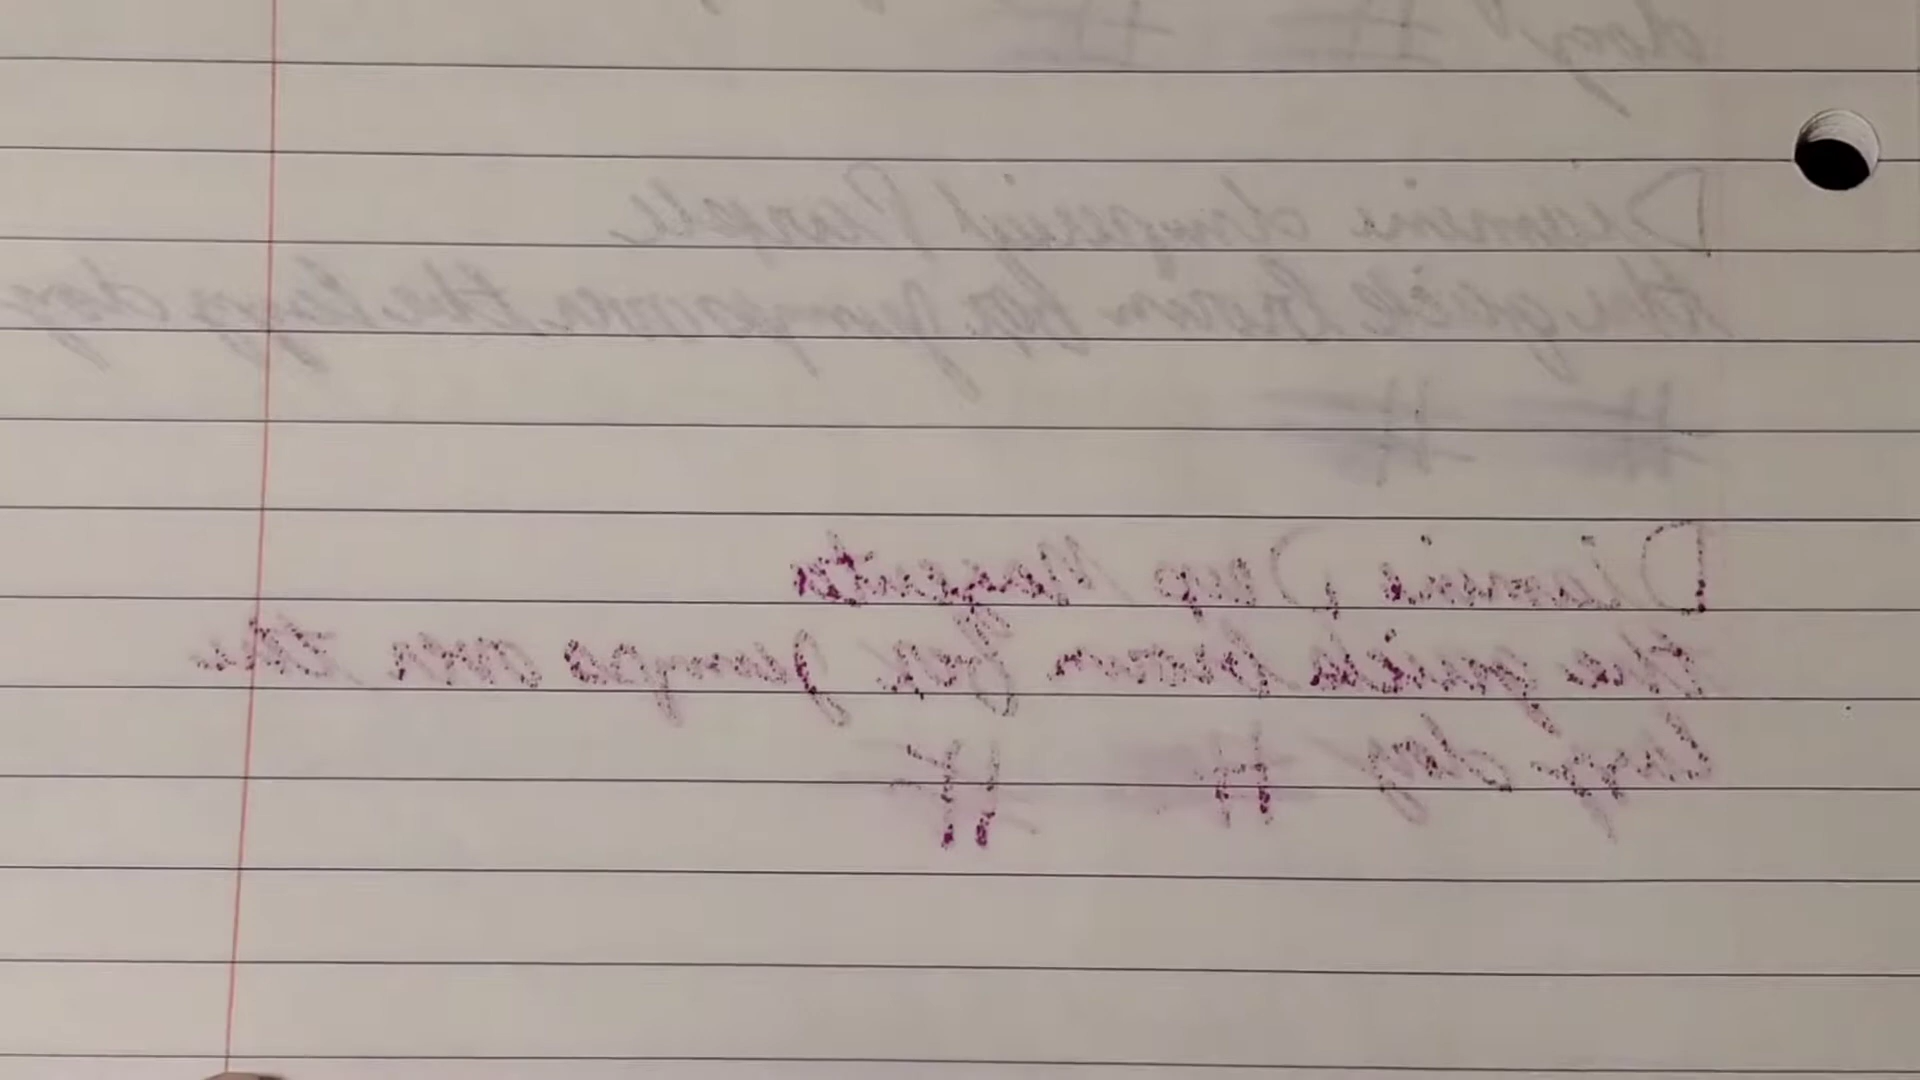 dog
Diamine Imperial Purple
the quick brown fox jumps over the lazy dog
Diamine, Deep Magenta
the quick brown fox jumps over the
lazy dog